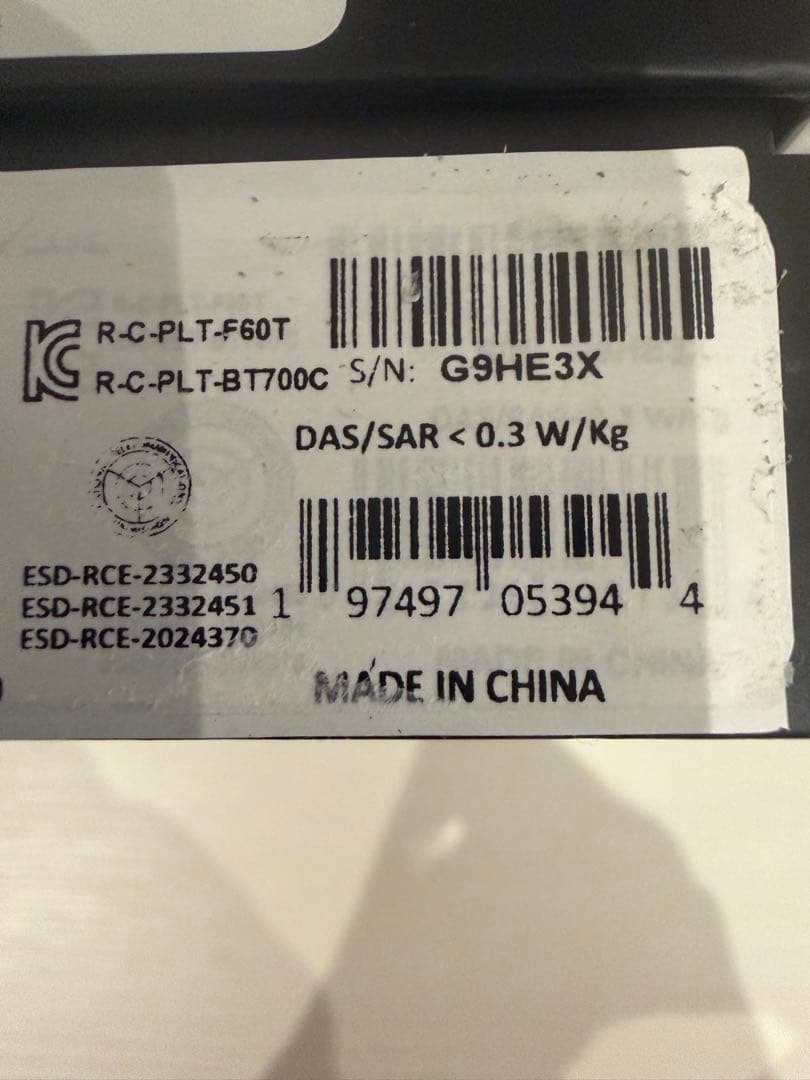 R-C-PLT-F60T
R-C-PLT-BT700C
S/N: G9HE3X
DAS/SAR < 0.3 W/Kg
ESD-RCE-2332450
ESD-RCE-2332451
ESD-RCE-2024370
1 97497 05394 4
MADE IN CHINA